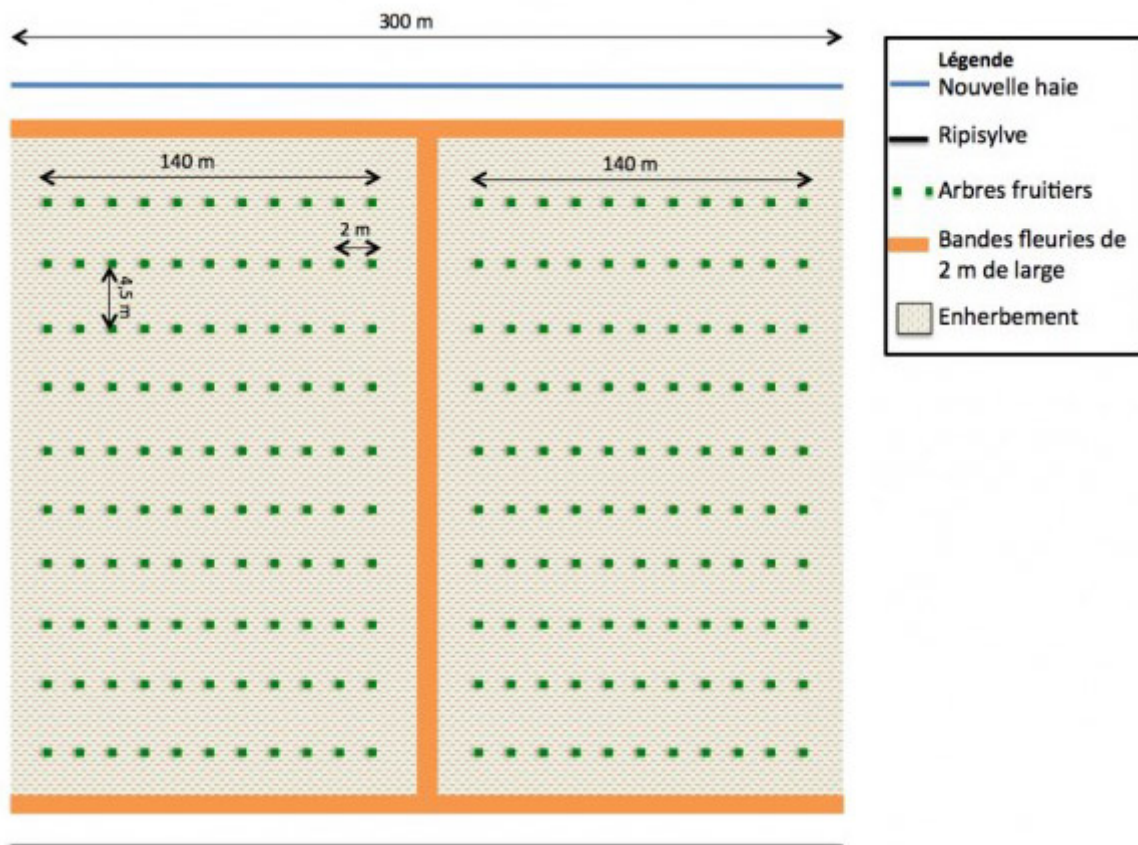 300 m
140 m
140 m
2 m
4,5 m
Légende
Nouvelle haie
Ripisylve
Arbres fruitiers
Bandes fleuries de
2 m de large
Enherbement